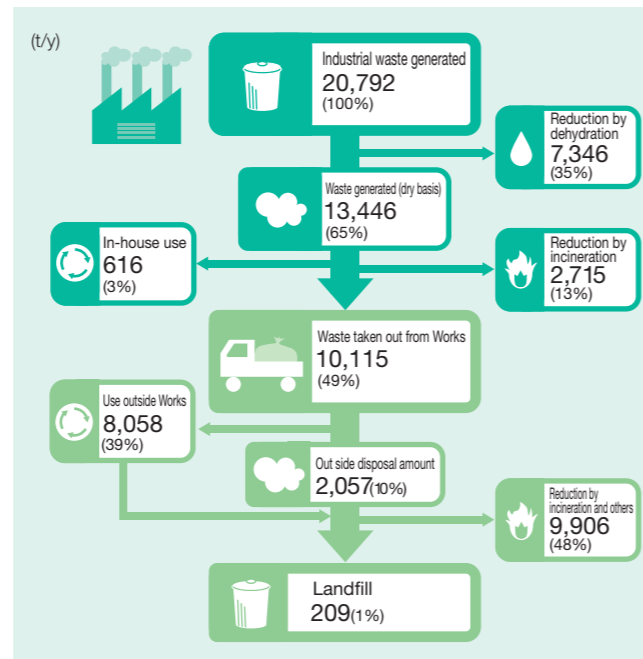 (t/y)
Industrial waste generated
20,792
(100%)
Reduction by
dehydration
7,346
(35%)
Waste generated (dry basis)
13,446
(65%)
In-house use
616
(3%)
Reduction by
incineration
2,715
(13%)
Waste taken out from Works
10,115
(49%)
Use outside Works
8,058
(39%)
Out side disposal amount
2,057(10%)
Reduction by
incineration and others
9,906
(48%)
Landfill
209(1%)